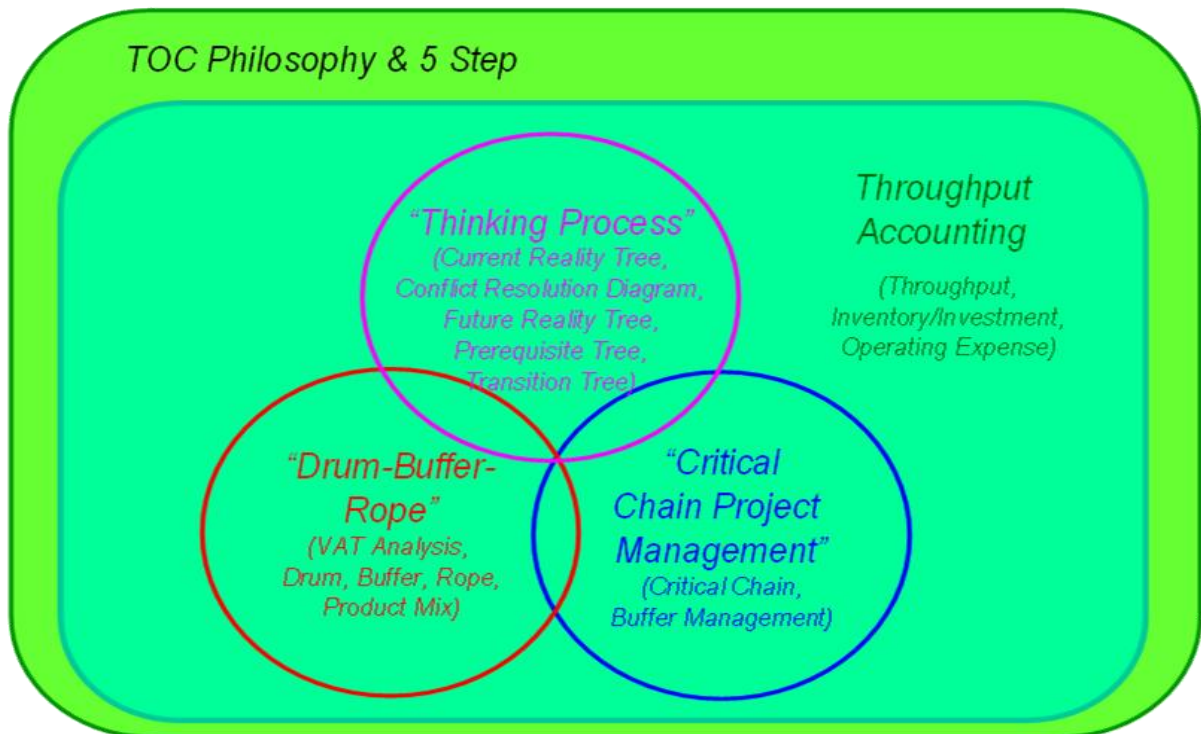 TOC Philosophy & 5 Step
“Thinking Process”
(Current Reality Tree,
Conflict Resolution Diagram,
Future Reality Tree,
Prerequisite Tree,
Transition Tree)
Throughput
Accounting
(Throughput,
Inventory/Investment,
Operating Expense)
“Drum-Buffer-
Rope”
(VAT Analysis,
Drum, Buffer, Rope,
Product Mix)
“Critical
Chain Project
Management”
(Critical Chain,
Buffer Management)